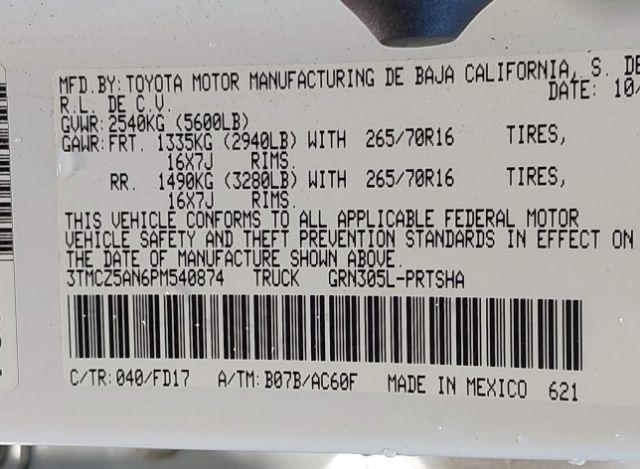 MFD.BY: TOYOTA MOTOR MANUFACTURING DE BAJA CALIFORNIA, S. DE
R.L. DE C.V. DATE: 10/
GVWR: 2540KG (5600LB)
GAWR: FRT. 1335KG (2940LB) WITH 265/70R16 TIRES,
16X7J RIMS.
RR. 1490KG (3280LB) WITH 265/70R16 TIRES,
16X7J RIMS.
THIS VEHICLE CONFORMS TO ALL APPLICABLE FEDERAL MOTOR
VEHICLE SAFETY AND THEFT PREVENTION STANDARDS IN EFFECT ON
THE DATE OF MANUFACTURE SHOWN ABOVE.
3TMCZ5AN6PM540874 TRUCK GRN305L-PRTSHA
C/TR: 040/FD17 A/TM: B07B/AC60F MADE IN MEXICO 621